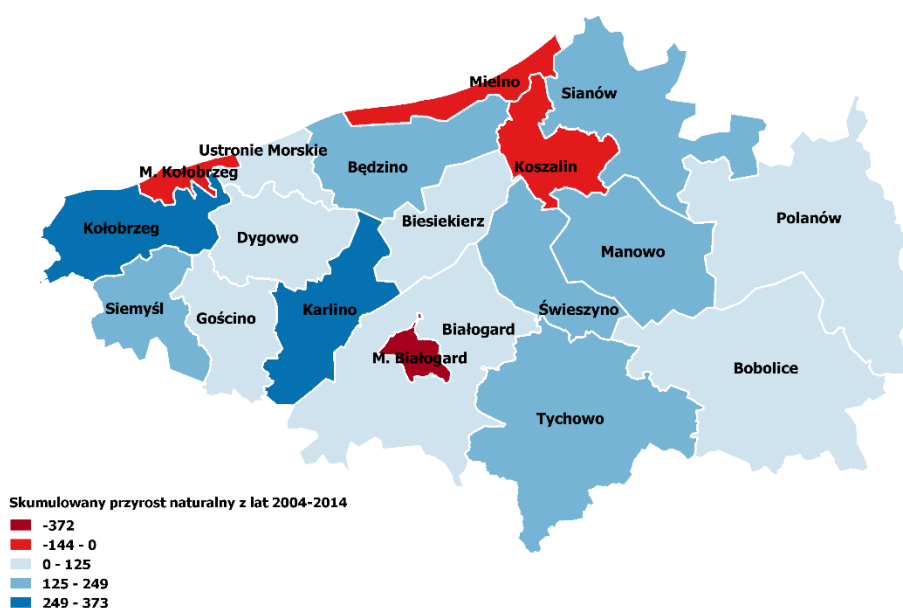 Mielno
Sianów
Ustronie Morskie
M. Kołobrzeg
Będzino
Koszalin
Kołobrzeg
Dygowo
Biesiekierz
Polanów
Manowo
Siemyśl
Gościno
Karlino
Świeszyno
Białogard
M. Białogard
Bobolice
Tychowo
Skumulowany przyrost naturalny z lat 2004-2014
-372
-144 - 0
0 - 125
125 - 249
249 - 373